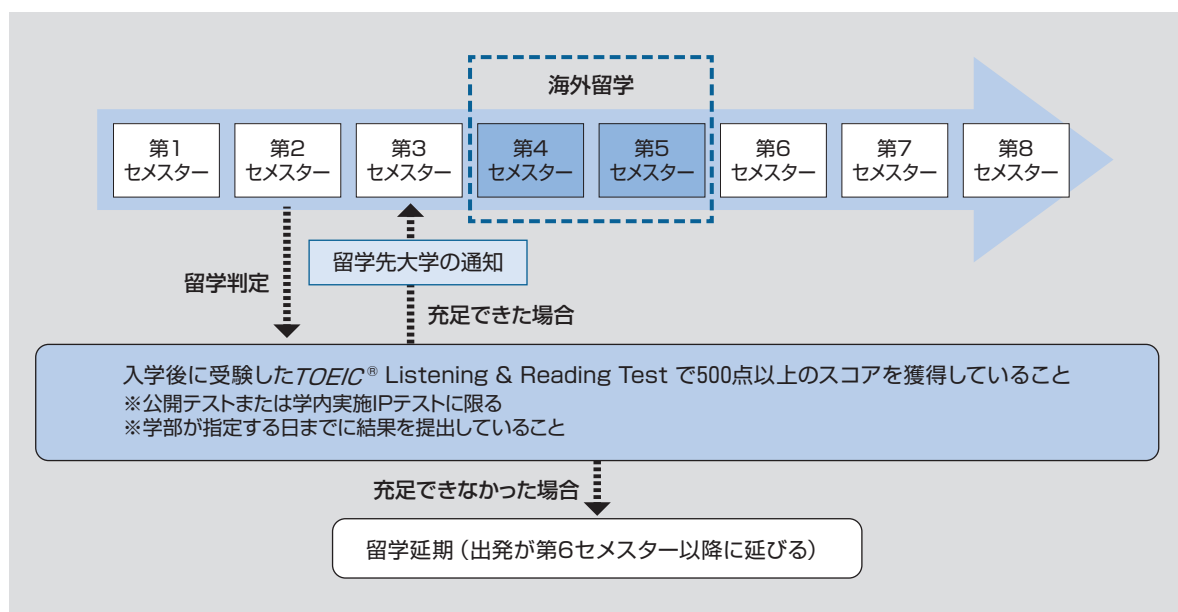 海外留学
第1
セメスター
第2
セメスター
第3
セメスター
第4
セメスター
第5
セメスター
第6
セメスター
第7
セメスター
第8
セメスター
留学先大学の通知
留学判定
充足できた場合
入学後に受験したTOEIC® Listening & Reading Test で500点以上のスコアを獲得していること
※公開テストまたは学内実施IPテストに限る
※学部が指定する日までに結果を提出していること
充足できなかった場合
留学延期（出発が第6セメスター以降に延びる）